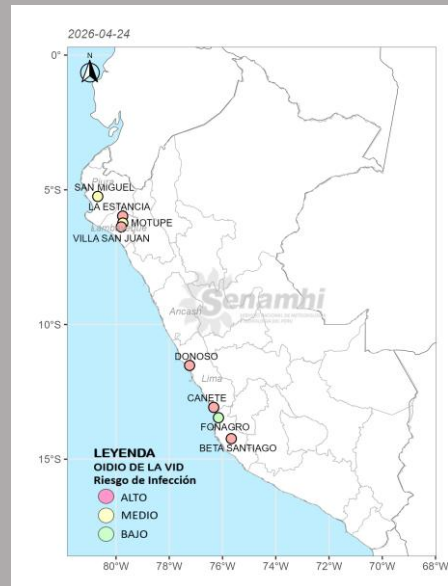 2026-04-24
0°
5°S
10°S
15°S
Piura
SAN MIGUEL
LA ESTANCIA
MOTUPE
VILLA SAN JUAN
Ancash
Senamhi
DONOSO
Lima
CAÑETE
FONAGRO
BETA SANTIAGO
LEYENDA
OIDIO DE LA VID
Riesgo de Infección
ALTO
MEDIO
BAJO
80°W 78°W 76°W 74°W 72°W 70°W 68°W